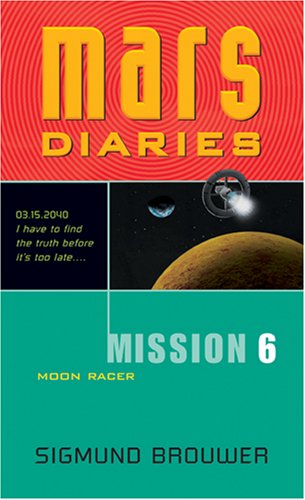 mars
DIARIES
03.15.2040
I have to find
the truth before
it's too late....
MISSION 6
MOON RACER
SIGMUND BROUWER